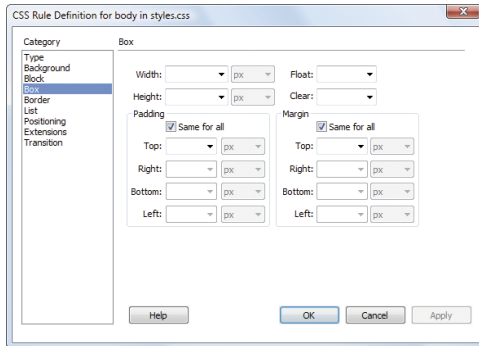 CSS Rule Definition for body in styles.css
Category
Type
Background
Block
Box
Border
List
Positioning
Extensions
Transition
Box
Width: px Float:
Height: px Clear:
Padding Margin
Same for all Same for all
Top: px Top: px
Right: px Right: px
Bottom: px Bottom: px
Left: px Left: px
Help OK Cancel Apply